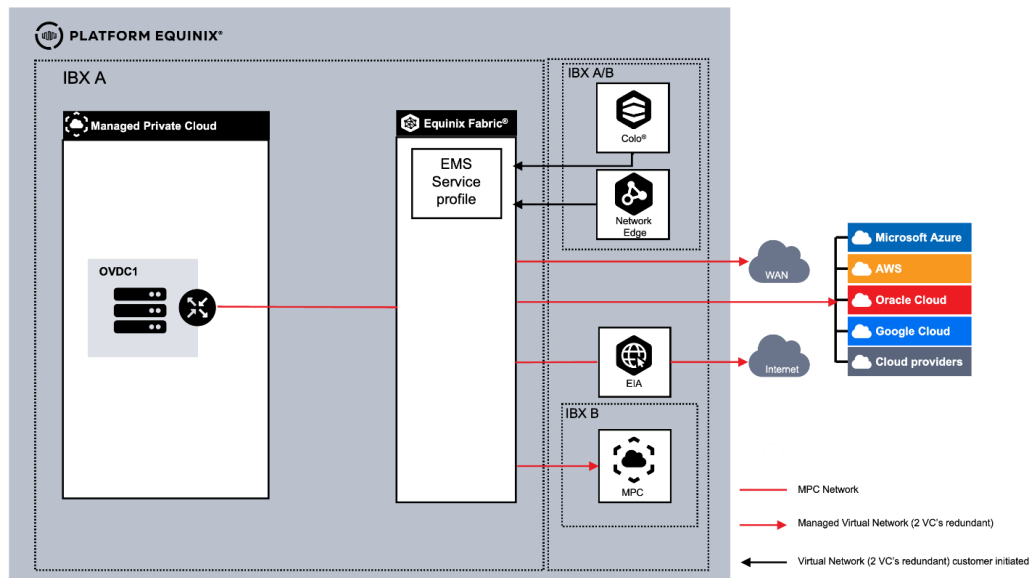 PLATFORM EQUINIX®
IBX A
Managed Private Cloud
OVDC1
Equinix Fabric®
EMS
Service
profile
IBX A/B
Colo®
Network
Edge
WAN
Microsoft Azure
AWS
Oracle Cloud
Google Cloud
Cloud providers
EIA
Internet
IBX B
MPC
MPC Network
Managed Virtual Network (2 VC's redundant)
Virtual Network (2 VC's redundant) customer initiated